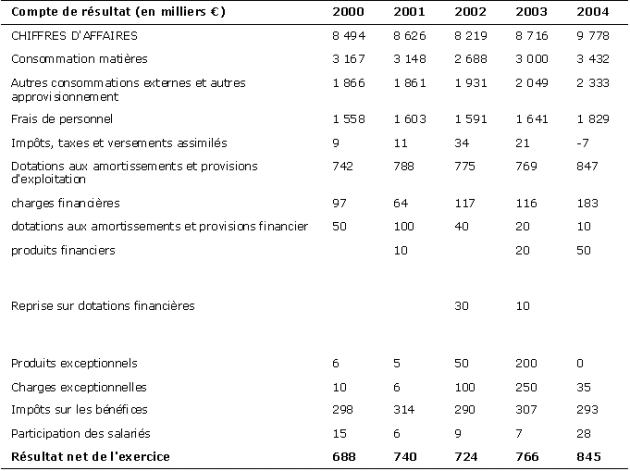 Compte de résultat (en milliers €) 2000 2001 2002 2003 2004
CHIFFRES D'AFFAIRES 8 494 8 626 8 219 8 716 9 778
Consommation matières 3 167 3 148 2 688 3 000 3 432
Autres consommations externes et autres 1 866 1 861 1 931 2 049 2 333
approvisionnement
Frais de personnel 1 558 1 603 1 591 1 641 1 829
Impôts, taxes et versements assimilés 9 11 34 21 -7
Dotations aux amortissements et provisions 742 788 775 769 847
d'exploitation
charges financières 97 64 117 116 183
dotations aux amortissements et provisions financier 50 100 40 20 10
produits financiers 10 20 50
Reprise sur dotations financières 30 10
Produits exceptionnels 6 5 50 200 0
Charges exceptionnelles 10 6 100 250 35
Impôts sur les bénéfices 298 314 290 307 293
Participation des salariés 15 6 9 7 28
Résultat net de l'exercice 688 740 724 766 845